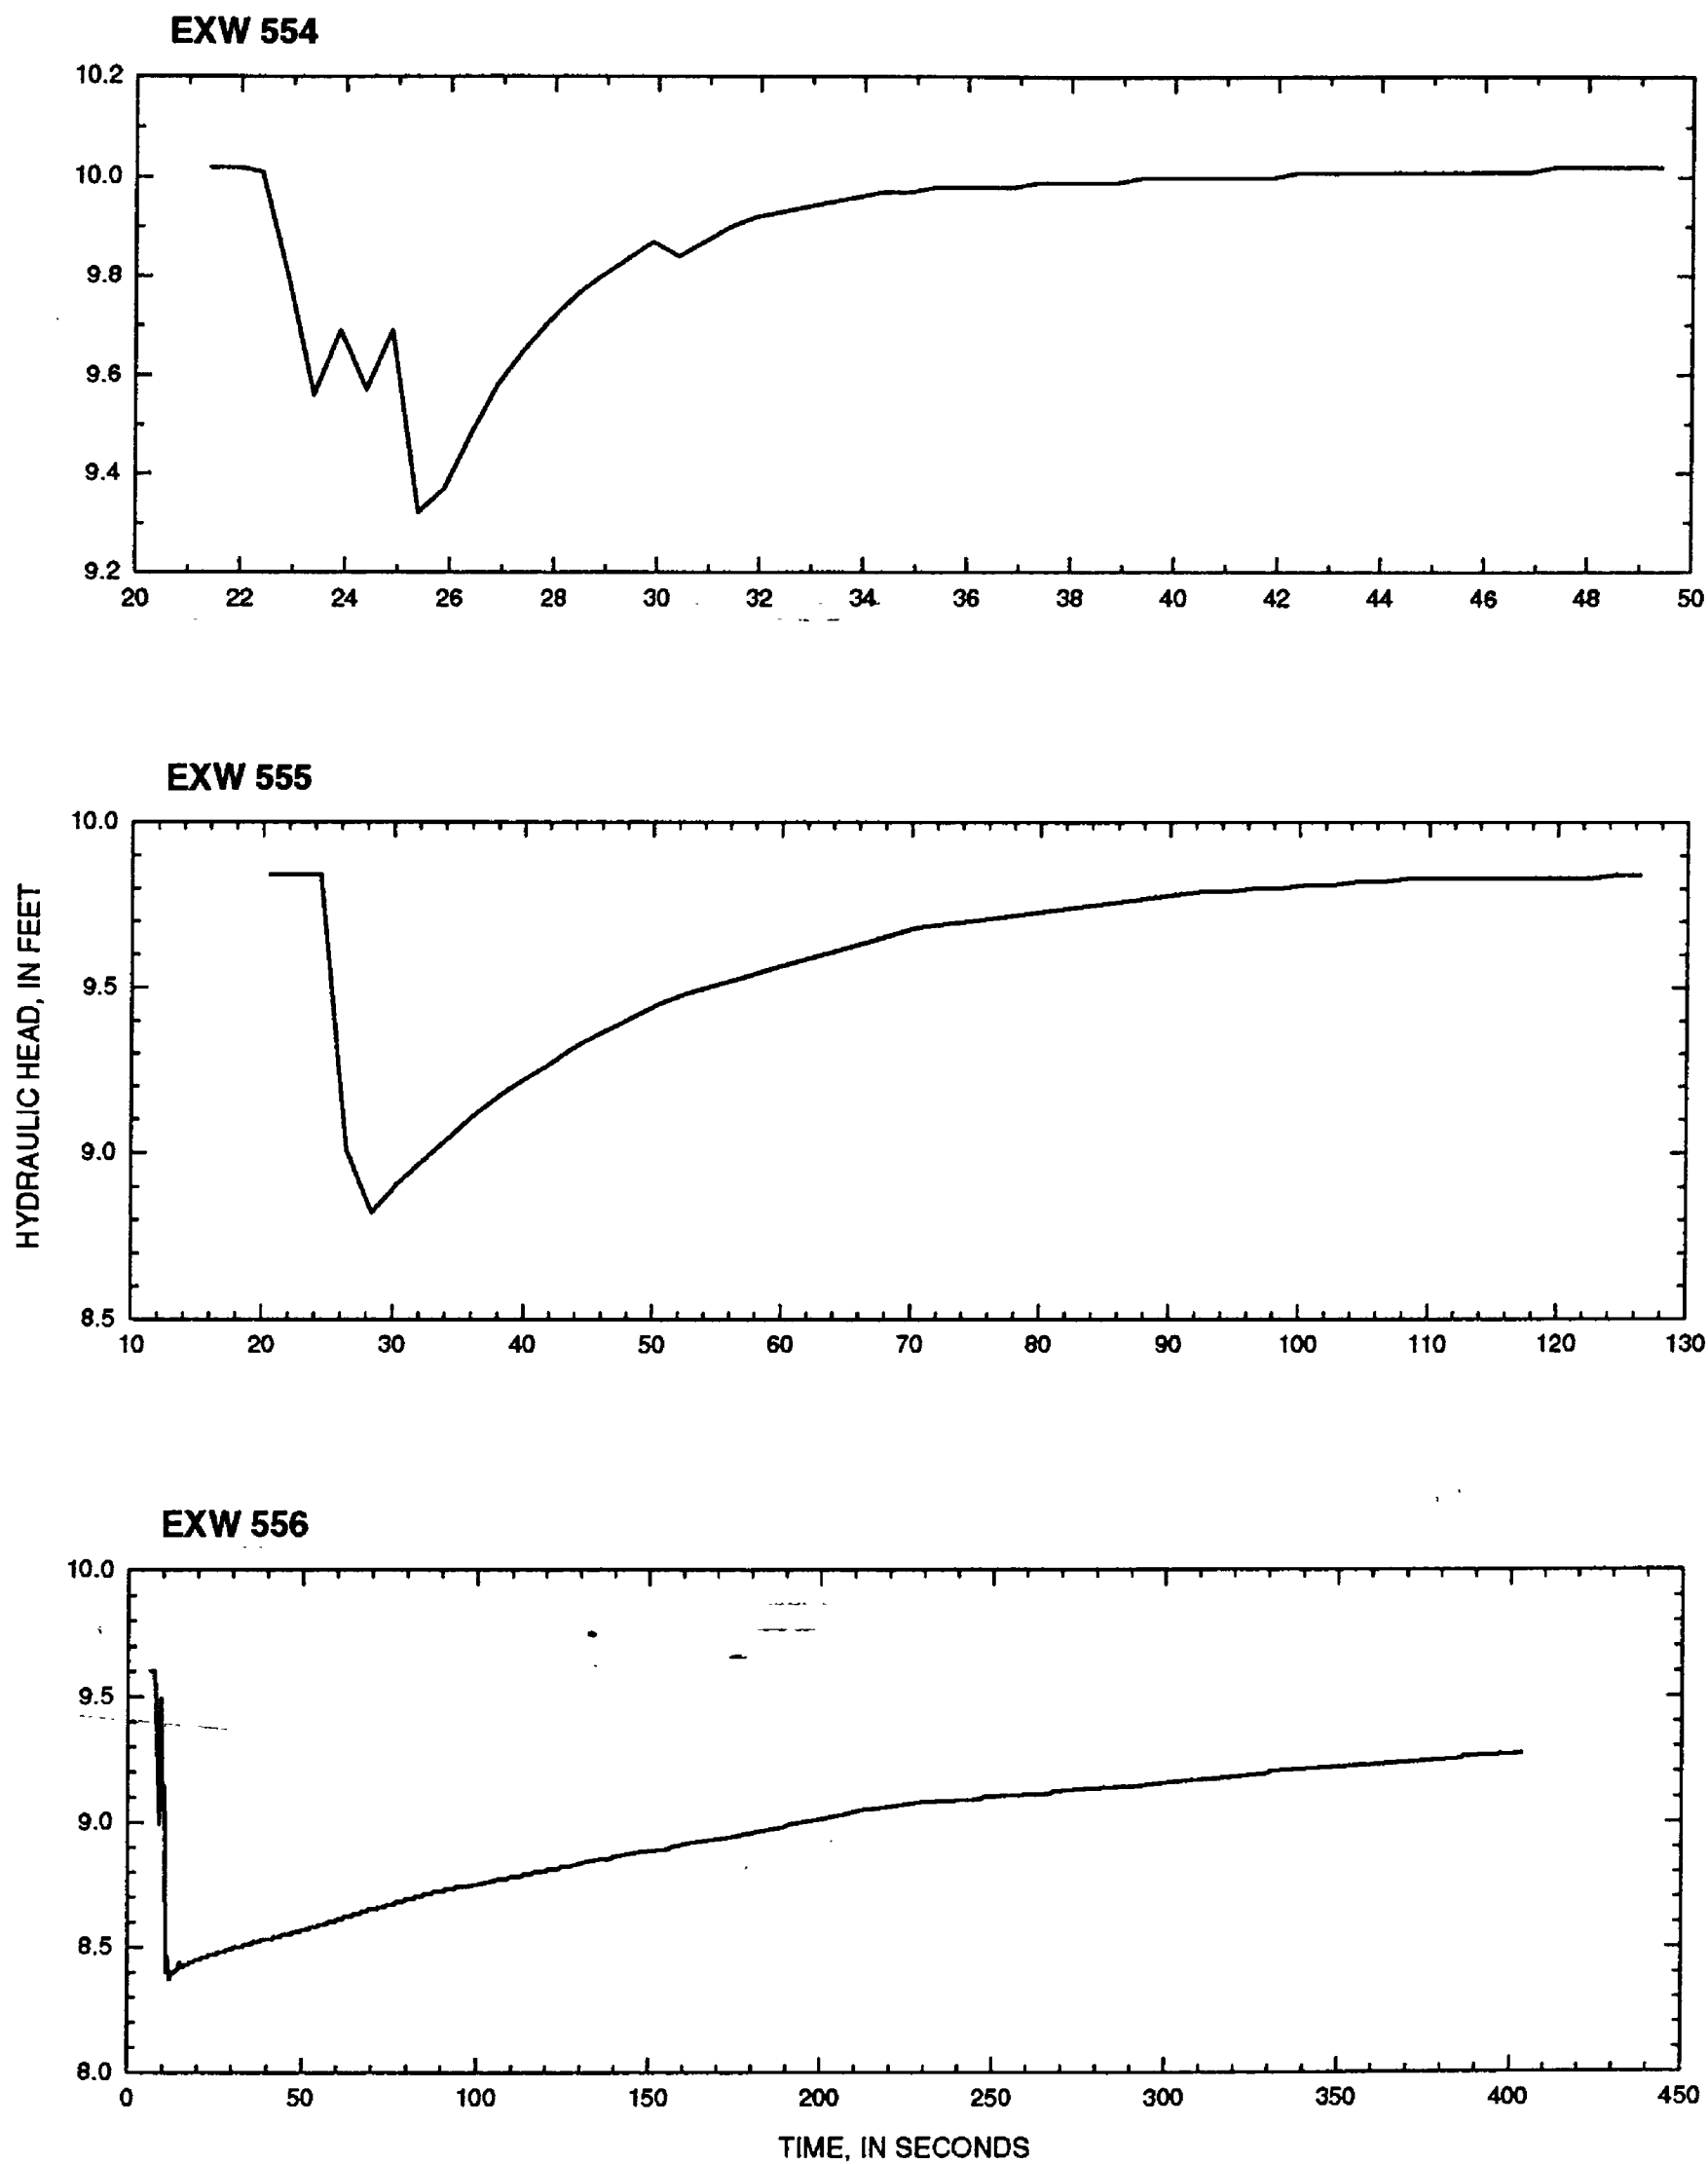 EXW 554
10.2
10.0
9.8
9.6
9.4
9.2
20 22 24 26 28 30 32 34 36 38 40 42 44 46 48 50
EXW 555
10.0
9.5
9.0
8.5
10 20 30 40 50 60 70 80 90 100 110 120 130
HYDRAULIC HEAD, IN FEET
EXW 556
10.0
9.5
9.0
8.5
8.0
0 50 100 150 200 250 300 350 400 450
TIME, IN SECONDS